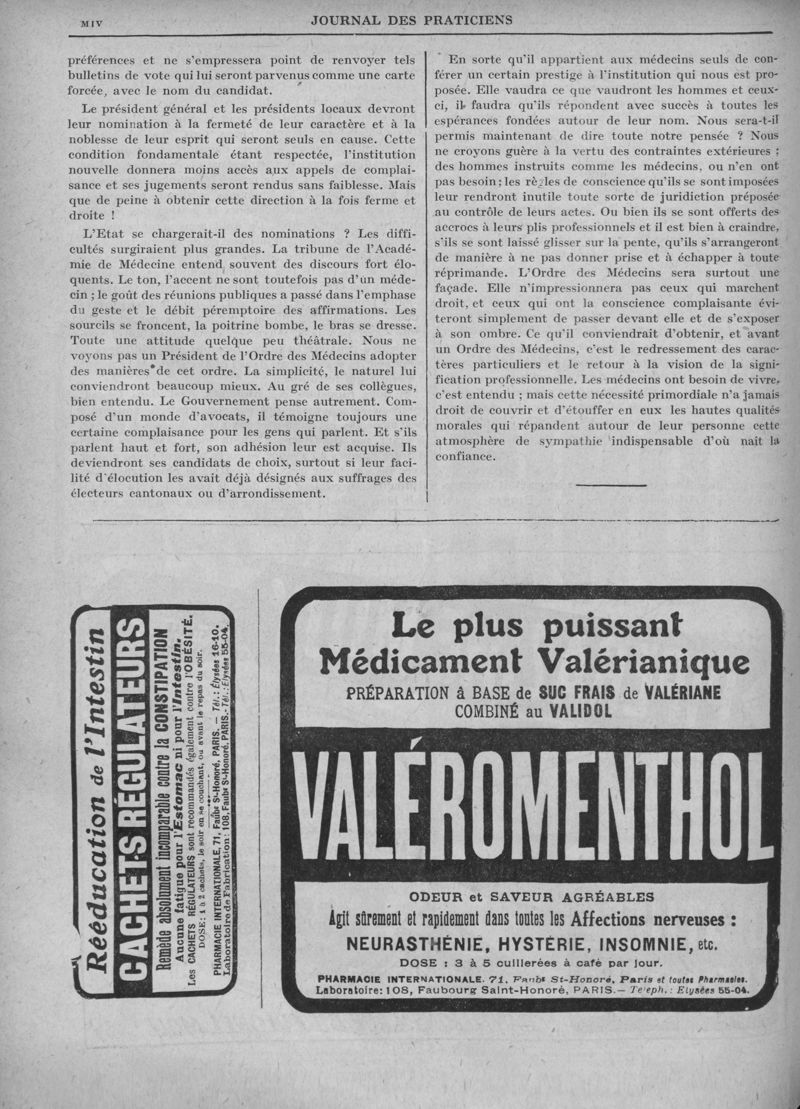 MIV
JOURNAL DES PRATICIENS
préférences et ne s'empressera point de renvoyer tels
bulletins de vote qui lui seront parvenus comme une carte
forcée, avec le nom du candidat.
Le président général et les présidents locaux devront
leur nomination à la fermeté de leur caractère et à la
noblesse de leur esprit qui seront seuls en cause. Cette
condition fondamentale étant respectée, l'institution
nouvelle donnera moins accès aux appels de complai-
sance et ses jugements seront rendus sans faiblesse. Mais
que de peine à obtenir cette direction à la fois ferme et
droite !
L'Etat se chargerait-il des nominations ? Les diffi-
cultés surgiraient plus grandes. La tribune de l'Acadé-
mie de Médecine entend souvent des discours fort élo-
quents. Le ton, l'accent ne sont toutefois pas d'un méde-
cin ; le goût des réunions publiques a passé dans l'emphase
du geste et le débit péremptoire des affirmations. Les
sourcils se froncent, la poitrine bombe, le bras se dresse.
Toute une attitude quelque peu théâtrale. Nous ne
voyons pas un Président de l'Ordre des Médecins adopter
des manières de cet ordre. La simplicité, le naturel lui
conviendront beaucoup mieux. Au gré de ses collègues,
bien entendu. Le Gouvernement pense autrement. Com-
posé d'un monde d'avocats, il témoigne toujours une
certaine complaisance pour les gens qui parlent. Et s'ils
parlent haut et fort, son adhésion leur est acquise. Ils
deviendront ses candidats de choix, surtout si leur faci-
lité d'élocution les avait déjà désignés aux suffrages des
électeurs cantonaux ou d'arrondissement.
En sorte qu'il appartient aux médecins seuls de con-
férer un certain prestige à l'institution qui nous est pro-
posée. Elle vaudra ce que vaudront les hommes et ceux-
ci, il faudra qu'ils répondent avec succès à toutes les
espérances fondées autour de leur nom. Nous sera-t-il
permis maintenant de dire toute notre pensée ? Nous
ne croyons guère à la vertu des contraintes extérieures :
des hommes instruits comme les médecins, ou n'en ont
pas besoin ; les règles de conscience qu'ils se sont imposées
leur rendront inutile toute sorte de juridiction préposée
au contrôle de leurs actes. Ou bien ils se sont offerts des
accrocs à leurs plis professionnels et il est bien à craindre,
s'ils se sont laissé glisser sur la pente, qu'ils s'arrangeront
de manière à ne pas donner prise et à échapper à toute
réprimande. L'Ordre des Médecins sera surtout une
façade. Elle n'impressionnera pas ceux qui marchent
droit, et ceux qui ont la conscience complaisante évi-
teront simplement de passer devant elle et de s'exposer
à son ombre. Ce qu'il conviendrait d'obtenir, et avant
un Ordre des Médecins, c'est le redressement des carac-
tères particuliers et le retour à la vision de la signi-
fication professionnelle. Les médecins ont besoin de vivre,
c'est entendu ; mais cette nécessité primordiale n'a jamais
droit de couvrir et d'étouffer en eux les hautes qualités
morales qui répandent autour de leur personne cette
atmosphère de sympathie indispensable d'où nait la
confiance.
Rééducation de l'Intestin
CACHETS RÉGULATEURS
Remède absolument incomparable contre la CONSTIPATION
Aucune fatigue pour l'Estomac ni pour l'Intestin.
Les CACHETS RÉGULATEURS sont recommandés également contre l'OBÉSITÉ.
DOSE: 1 à 2 cachets, le soir en se couchant, ou avant le repas du soir.
PHARMACIE INTERNATIONALE, 71, Faubg St-Honoré, PARIS. — Tél.: Élysées 16-10.
Laboratoire de Fabrication: 108, Faubg St-Honoré, PARIS.- Tél.: Elysées 55-04.
Le plus puissant
Médicament Valérianique
PRÉPARATION à BASE de SUC FRAIS de VALÉRIANE
COMBINÉ au VALIDOL
VALÉROMENTHOL
ODEUR et SAVEUR AGRÉABLES
Agit sûrement et rapidement dans toutes les Affections nerveuses :
NEURASTHÉNIE, HYSTÉRIE, INSOMNIE, etc.
DOSE : 3 à 5 cuillerées à café par jour.
PHARMACIE INTERNATIONALE. 71, Faubg St-Honoré, Paris et toutes Pharmacies.
Laboratoire: 108, Faubourg Saint-Honoré, PARIS.— Teleph.: Elysées 55-04.